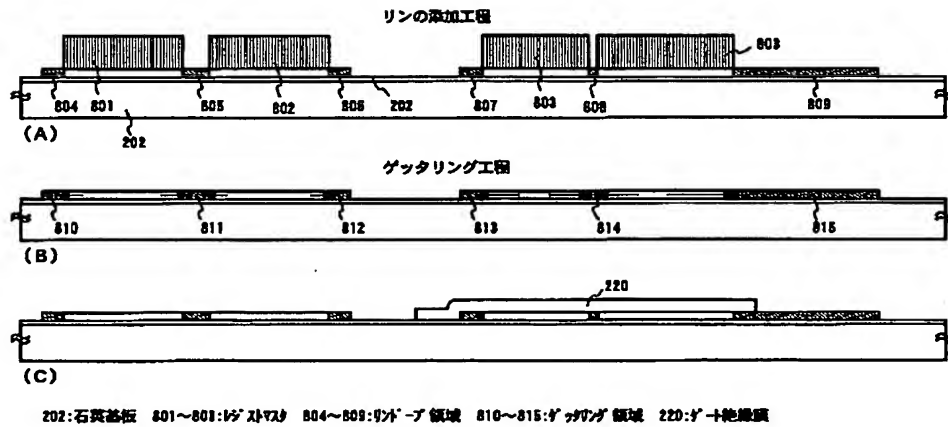 リンの添加工程
803
804 801 805 802 806 202 807 803 808 809
202
(A)
ゲッタリング工程
810 811 812 813 814 815
(B)
220
(C)
202:石英基板 801～803:レジストマスク 804～809:リンドープ領域 810～815:ゲッタリング領域 220:ゲート絶縁膜